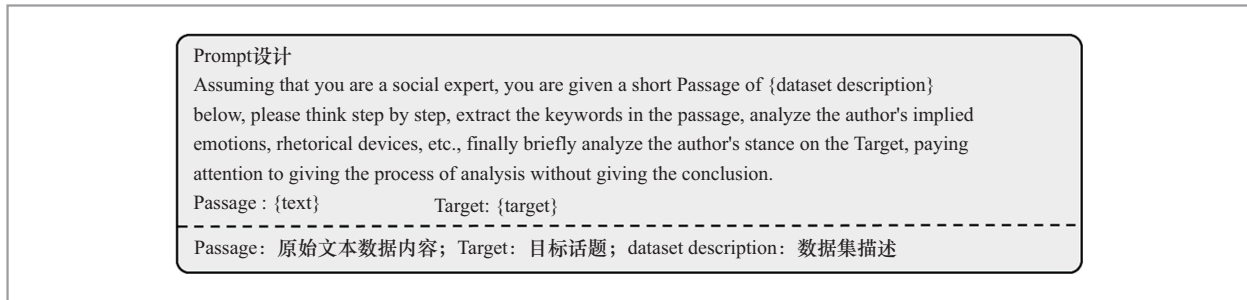 Prompt设计
Assuming that you are a social expert, you are given a short Passage of {dataset description}
below, please think step by step, extract the keywords in the passage, analyze the author's implied
emotions, rhetorical devices, etc., finally briefly analyze the author's stance on the Target, paying
attention to giving the process of analysis without giving the conclusion.
Passage : {text} Target: {target}
Passage：原始文本数据内容；Target：目标话题；dataset description：数据集描述